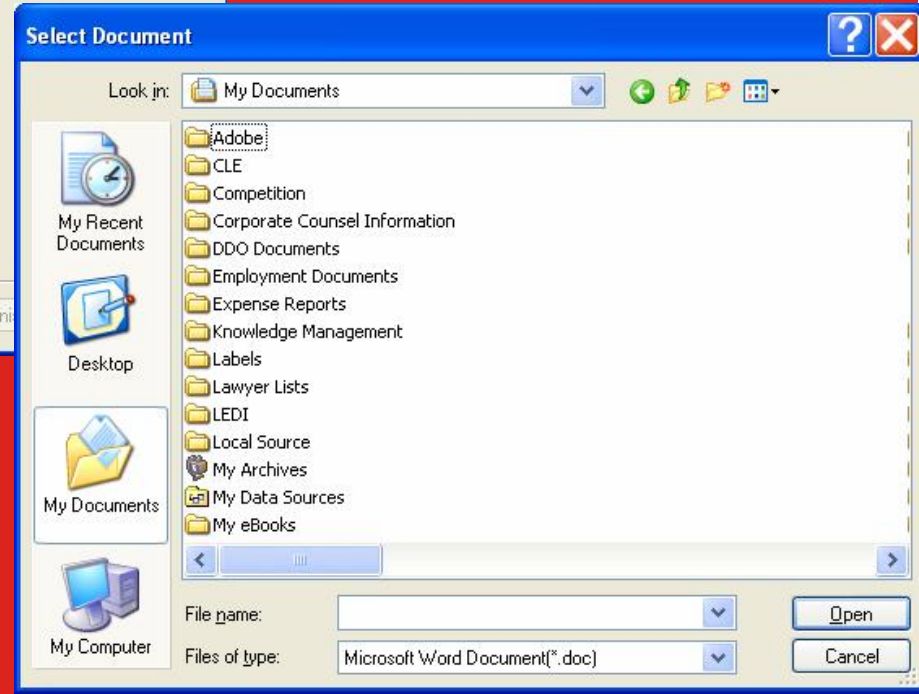 Select Document
Look in:
My Documents
My Recent
Documents
Desktop
My Documents
My Computer
Adobe
CLE
Competition
Corporate Counsel Information
DDO Documents
Employment Documents
Expense Reports
Knowledge Management
Labels
Lawyer Lists
LEDI
Local Source
My Archives
My Data Sources
My eBooks
File name:
Open
Files of type:
Microsoft Word Document(*.doc)
Cancel